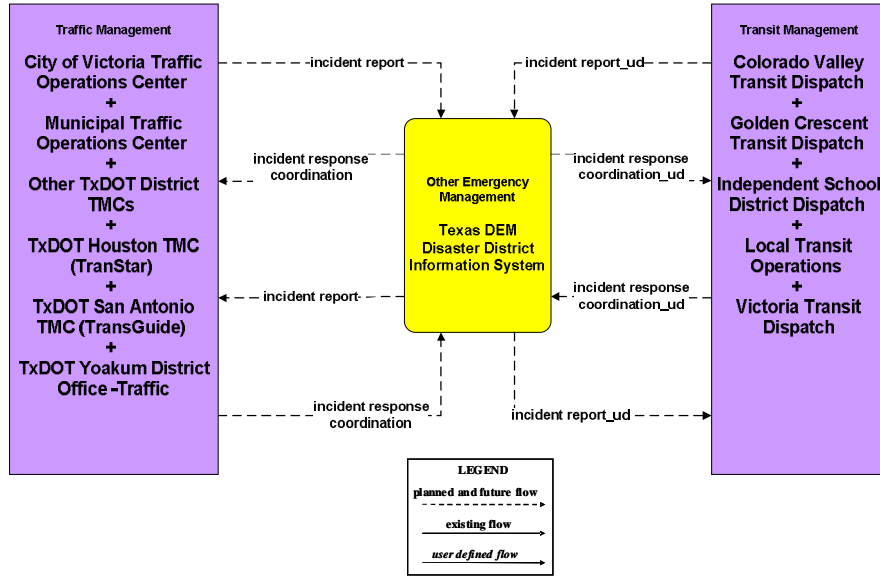 Traffic Management
City of Victoria Traffic
Operations Center
+
Municipal Traffic
Operations Center
+
Other TxDOT District
TMCs
+
TxDOT Houston TMC
(TranStar)
+
TxDOT San Antonio
TMC (TransGuide)
+
TxDOT Yoakum District
Office -Traffic
incident report
incident response
coordination
incident report
incident response
coordination
Other Emergency
Management
Texas DEM
Disaster District
Information System
incident report_ud
incident response
coordination_ud
incident response
coordination_ud
incident report_ud
Transit Management
Colorado Valley
Transit Dispatch
+
Golden Crescent
Transit Dispatch
+
Independent School
District Dispatch
+
Local Transit
Operations
+
Victoria Transit
Dispatch
LEGEND
planned and future flow
existing flow
user defined flow